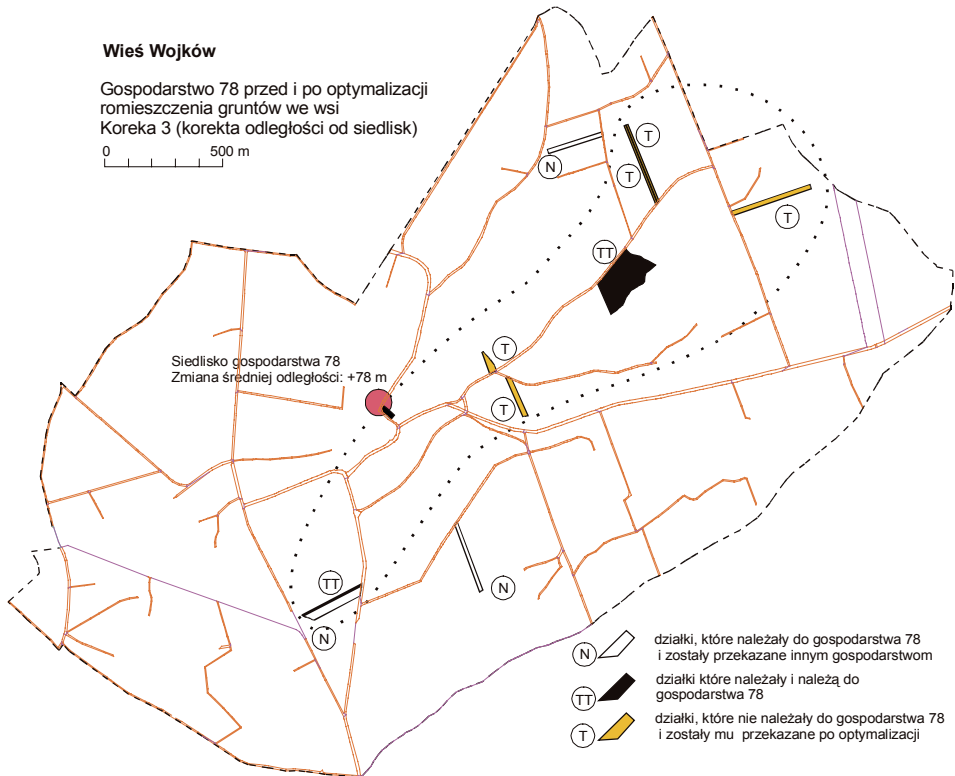 Wieś Wojków
Gospodarstwo 78 przed i po optymalizacji
romieszczenia gruntów we wsi
Koreka 3 (korekta odległości od siedlisk)
0 500 m
N
T
T
T
TT
Siedlisko gospodarstwa 78
Zmiana średniej odległości: +78 m
T
T
TT
N
N
N
działki, które należały do gospodarstwa 78
i zostały przekazane innym gospodarstwom
TT
działki które należały i należą do
gospodarstwa 78
T
działki, które nie należały do gospodarstwa 78
i zostały mu przekazane po optymalizacji